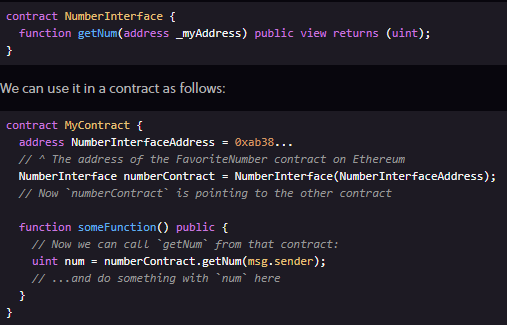 contract NumberInterface {
  function getNum(address _myAddress) public view returns (uint);
}
We can use it in a contract as follows:
contract MyContract {
  address NumberInterfaceAddress = 0xab38...
  // ^ The address of the FavoriteNumber contract on Ethereum
  NumberInterface numberContract = NumberInterface(NumberInterfaceAddress);
  // Now `numberContract` is pointing to the other contract
  function someFunction() public {
    // Now we can call `getNum` from that contract:
    uint num = numberContract.getNum(msg.sender);
    // ...and do something with `num` here
  }
}